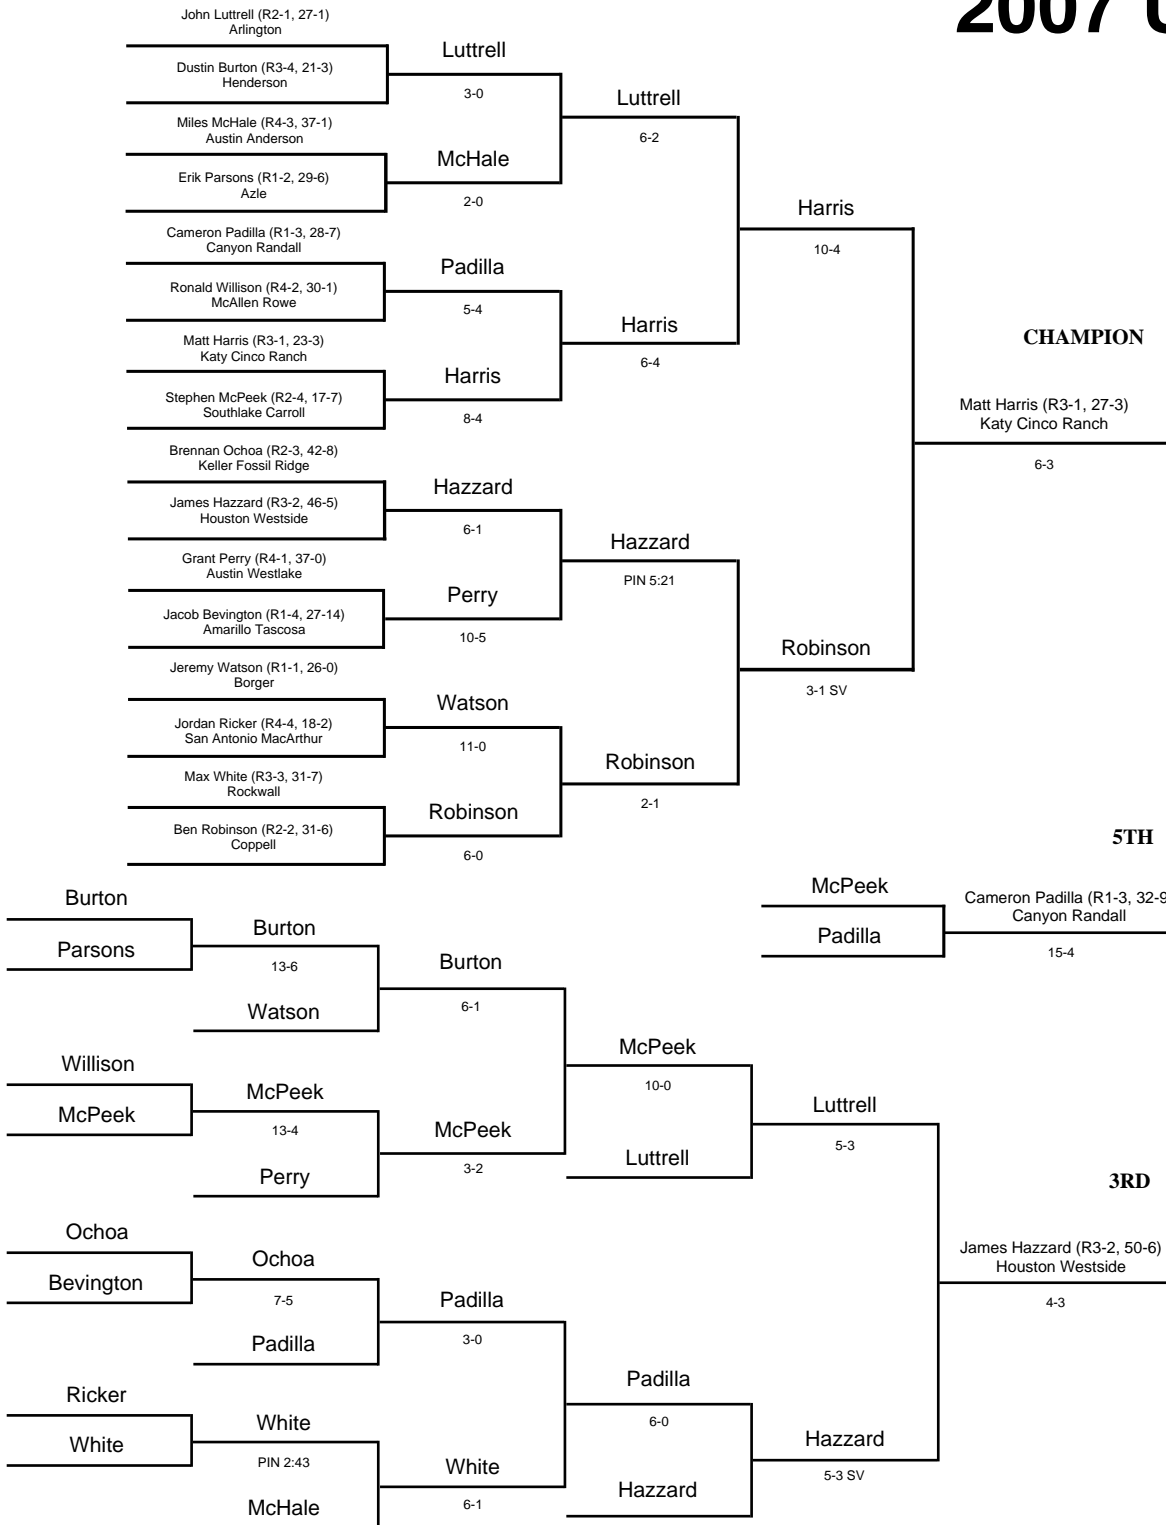 2007 U
John Luttrell (R2-1, 27-1)
Arlington
Dustin Burton (R3-4, 21-3)
Henderson
Miles McHale (R4-3, 37-1)
Austin Anderson
Erik Parsons (R1-2, 29-6)
Azle
Cameron Padilla (R1-3, 28-7)
Canyon Randall
Ronald Willison (R4-2, 30-1)
McAllen Rowe
Matt Harris (R3-1, 23-3)
Katy Cinco Ranch
Stephen McPeek (R2-4, 17-7)
Southlake Carroll
Brennan Ochoa (R2-3, 42-8)
Keller Fossil Ridge
James Hazzard (R3-2, 46-5)
Houston Westside
Grant Perry (R4-1, 37-0)
Austin Westlake
Jacob Bevington (R1-4, 27-14)
Amarillo Tascosa
Jeremy Watson (R1-1, 26-0)
Borger
Jordan Ricker (R4-4, 18-2)
San Antonio MacArthur
Max White (R3-3, 31-7)
Rockwall
Ben Robinson (R2-2, 31-6)
Coppell
Luttrell
3-0
McHale
2-0
Padilla
5-4
Harris
8-4
Hazzard
6-1
Perry
10-5
Watson
11-0
Robinson
6-0
Luttrell
6-2
Harris
6-4
Hazzard
PIN 5:21
Robinson
2-1
Harris
10-4
Robinson
3-1 SV
CHAMPION
Matt Harris (R3-1, 27-3)
Katy Cinco Ranch
6-3
5TH
McPeek
Padilla
Cameron Padilla (R1-3, 32-9
Canyon Randall
15-4
Burton
Parsons
Willison
McPeek
Ochoa
Bevington
Ricker
White
Burton
13-6
Watson
McPeek
13-4
Perry
Ochoa
7-5
Padilla
White
PIN 2:43
McHale
Burton
6-1
McPeek
3-2
Padilla
3-0
White
6-1
McPeek
10-0
Luttrell
Padilla
6-0
Hazzard
Luttrell
5-3
Hazzard
5-3 SV
3RD
James Hazzard (R3-2, 50-6)
Houston Westside
4-3